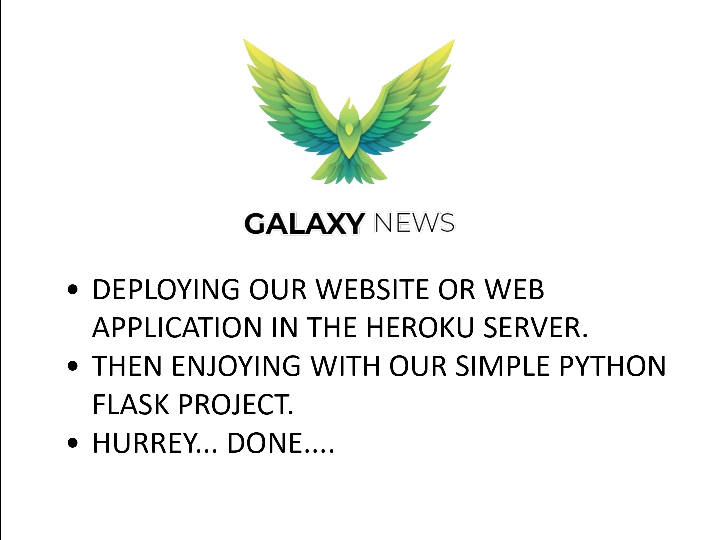 GALAXY NEWS
• DEPLOYING OUR WEBSITE OR WEB
APPLICATION IN THE HEROKU SERVER.
• THEN ENJOYING WITH OUR SIMPLE PYTHON
FLASK PROJECT.
• HURREY... DONE....